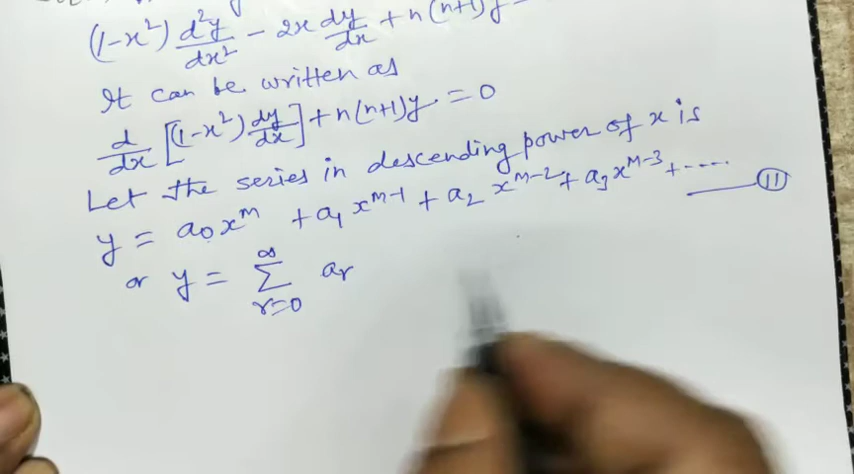 (1-x²) d²y/dx² - 2x dy/dx + n(n+1)y
It can be written as
d/dx [(1-x²) dy/dx] + n(n+1)y = 0
Let the series in descending power of x is
y = a₀x^m + a₁x^(m-1) + a₂x^(m-2) + a₃x^(m-3) + ..... —— (11)
or y = ∑_(r=0)^∞ aᵣ